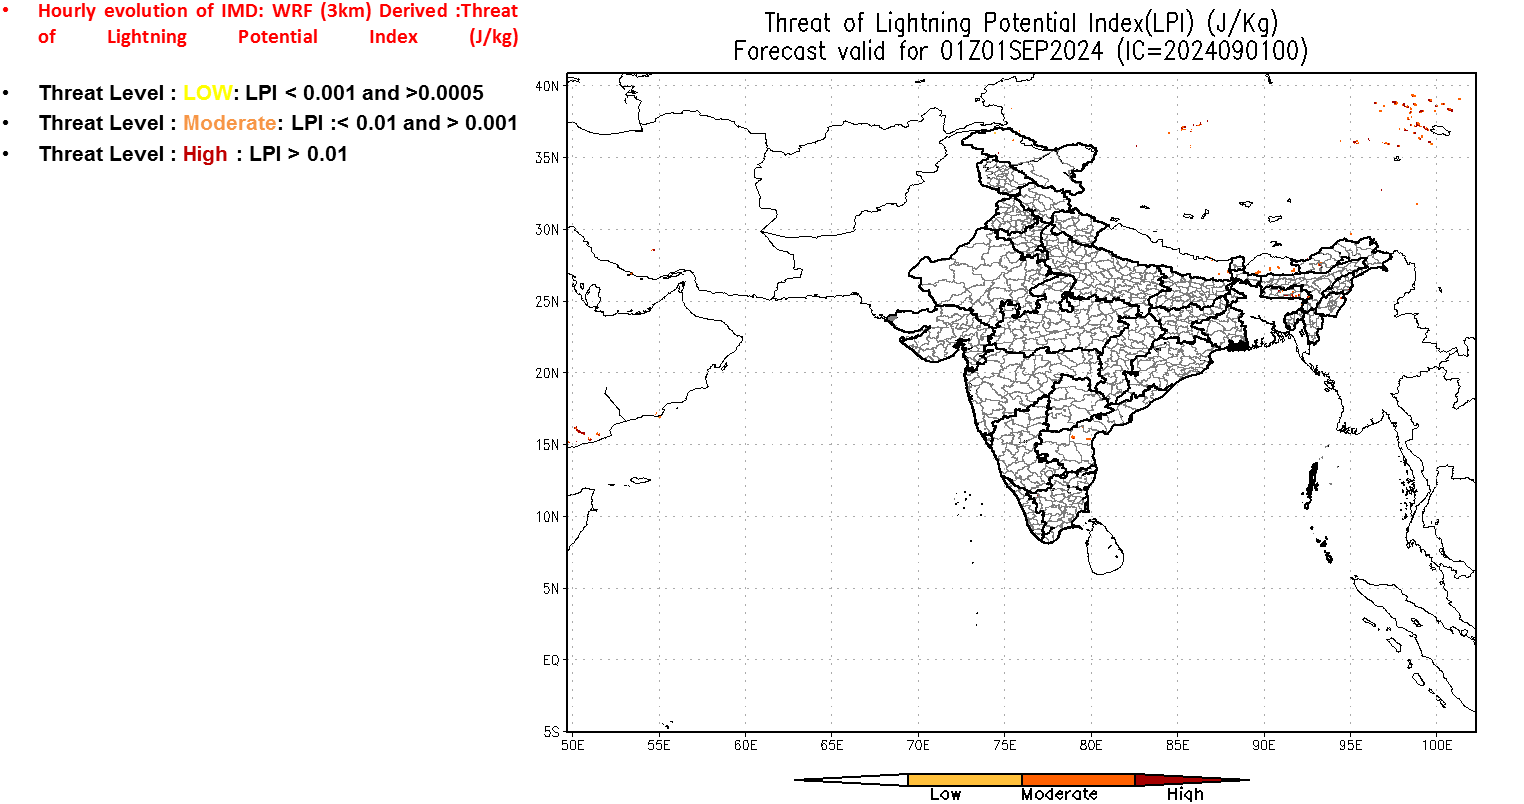 • Hourly evolution of IMD: WRF (3km) Derived :Threat
of Lightning Potential Index (J/kg)
• Threat Level : LOW: LPI < 0.001 and >0.0005
• Threat Level : Moderate: LPI :< 0.01 and > 0.001
• Threat Level : High : LPI > 0.01
Threat of Lightning Potential Index(LPI) (J/Kg)
Forecast valid for 01Z01SEP2024 (IC=2024090100)
40N
35N
30N
25N
20N
15N
10N
5N
EQ
5S
50E 55E 60E 65E 70E 75E 80E 85E 90E 95E 100E
Low Moderate High